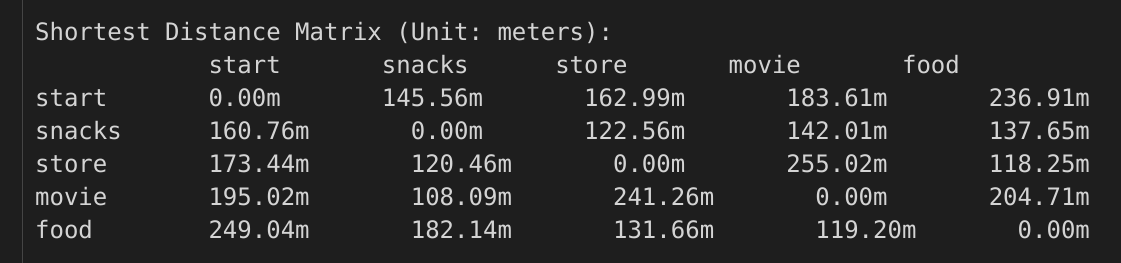 Shortest Distance Matrix (Unit: meters):
start snacks store movie food
start 0.00m 145.56m 162.99m 183.61m 236.91m
snacks 160.76m 0.00m 122.56m 142.01m 137.65m
store 173.44m 120.46m 0.00m 255.02m 118.25m
movie 195.02m 108.09m 241.26m 0.00m 204.71m
food 249.04m 182.14m 131.66m 119.20m 0.00m